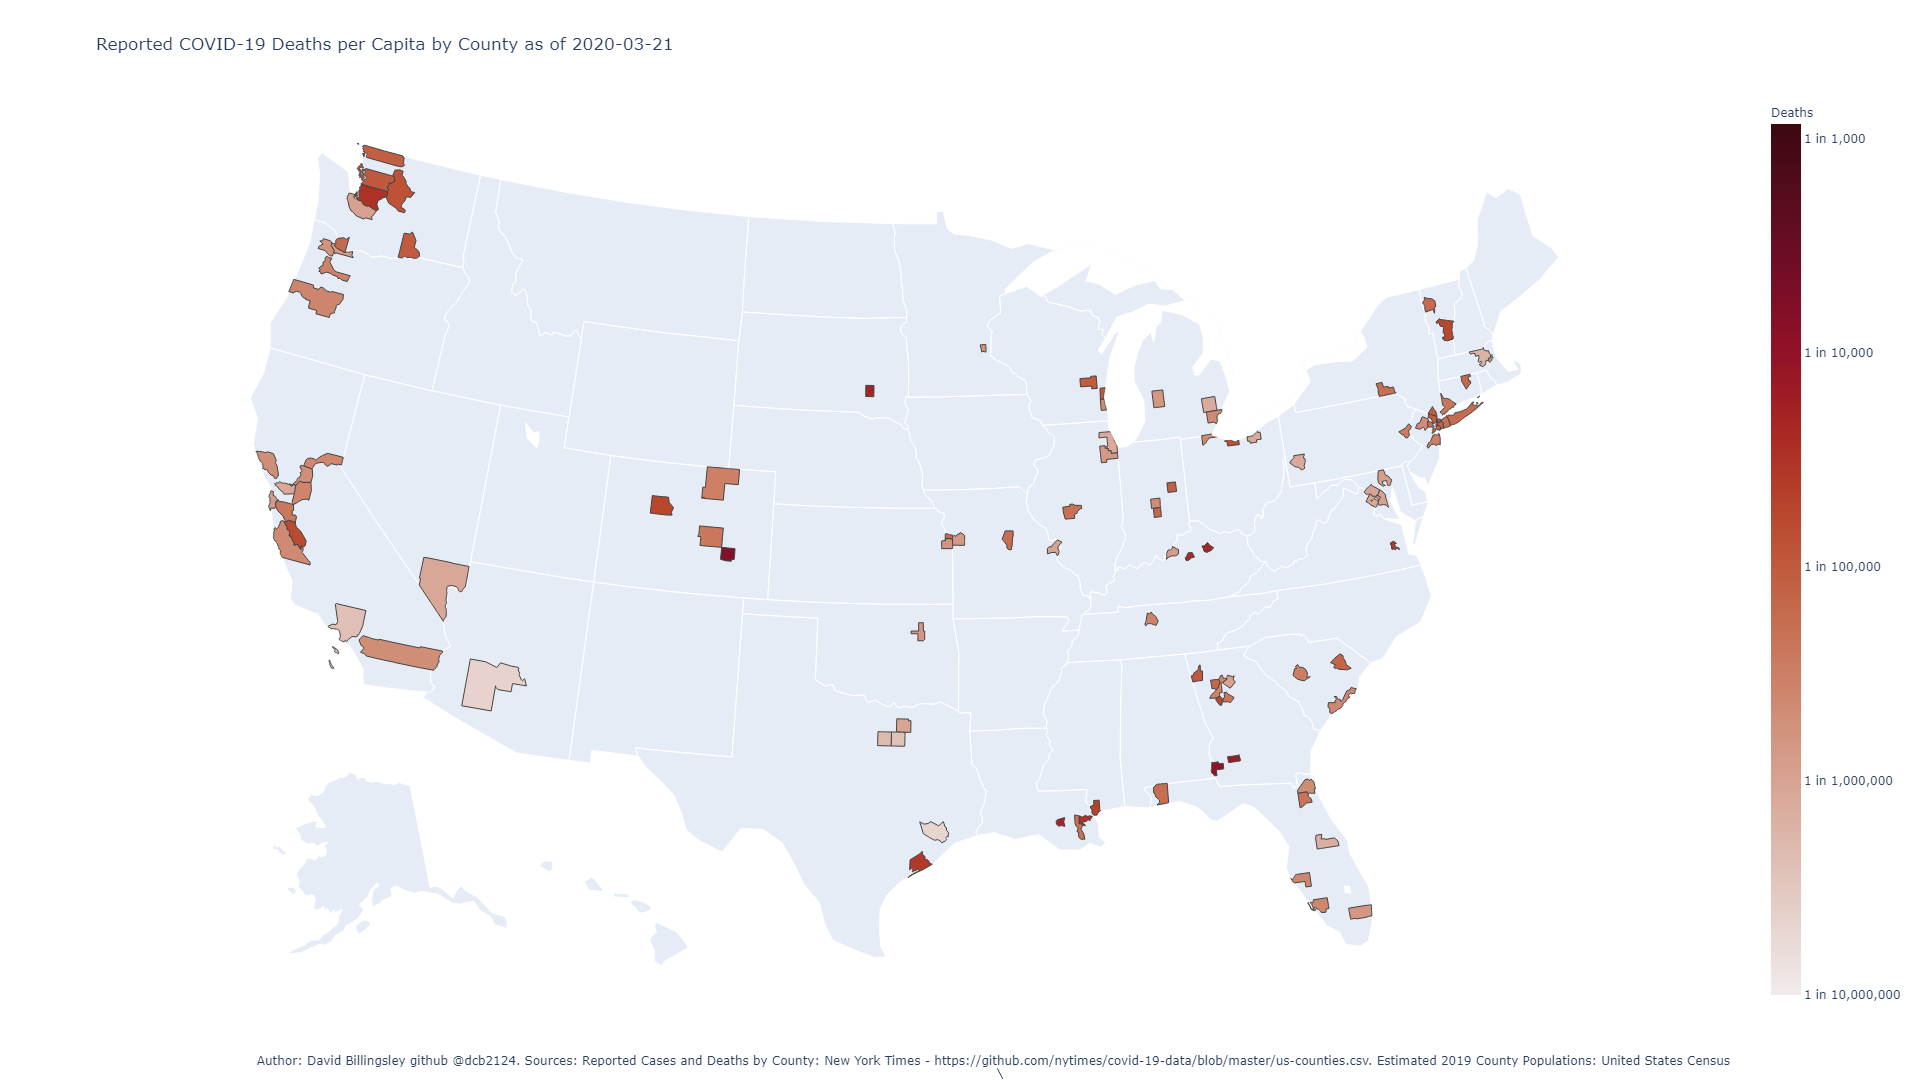 Reported COVID-19 Deaths per Capita by County as of 2020-03-21
Deaths
1 in 1,000
1 in 10,000
1 in 100,000
1 in 1,000,000
1 in 10,000,000
Author: David Billingsley github @dcb2124. Sources: Reported Cases and Deaths by County: New York Times - https://github.com/nytimes/covid-19-data/blob/master/us-counties.csv. Estimated 2019 County Populations: United States Census